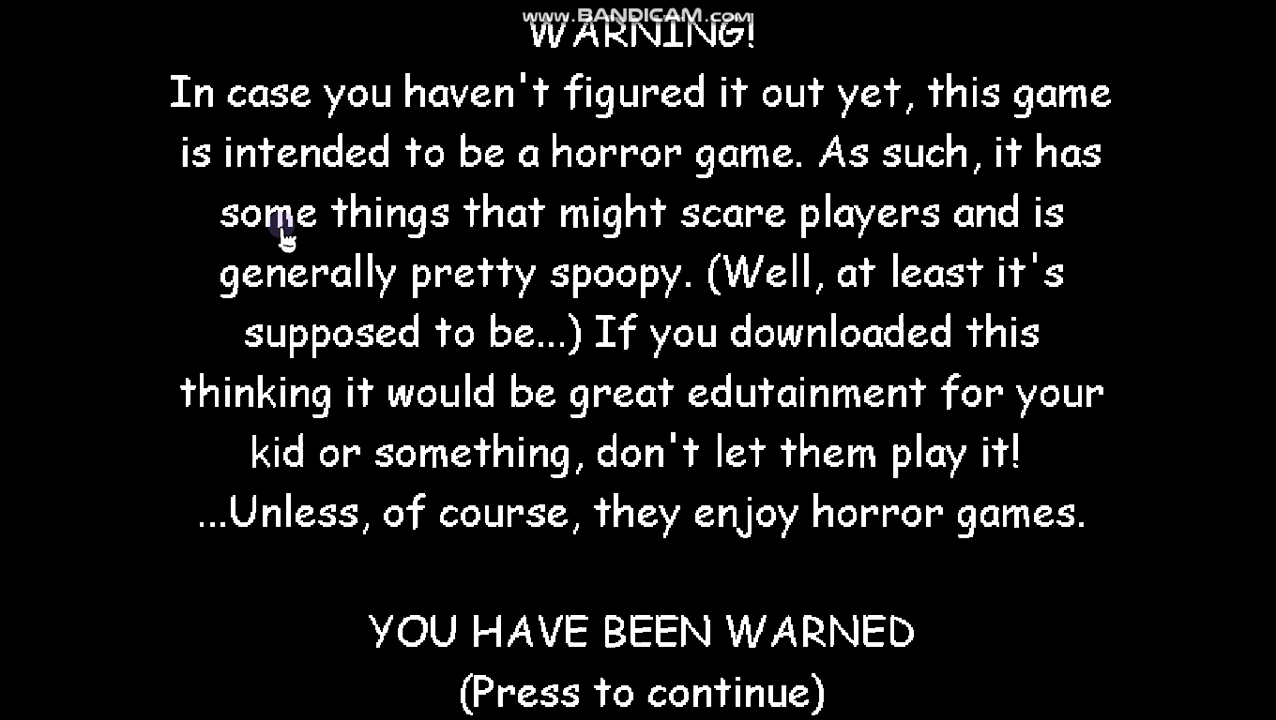 www.BANDICAM.com
WARNING!
In case you haven't figured it out yet, this game
is intended to be a horror game. As such, it has
some things that might scare players and is
generally pretty spoopy. (Well, at least it's
supposed to be...) If you downloaded this
thinking it would be great edutainment for your
kid or something, don't let them play it!
...Unless, of course, they enjoy horror games.
YOU HAVE BEEN WARNED
(Press to continue)